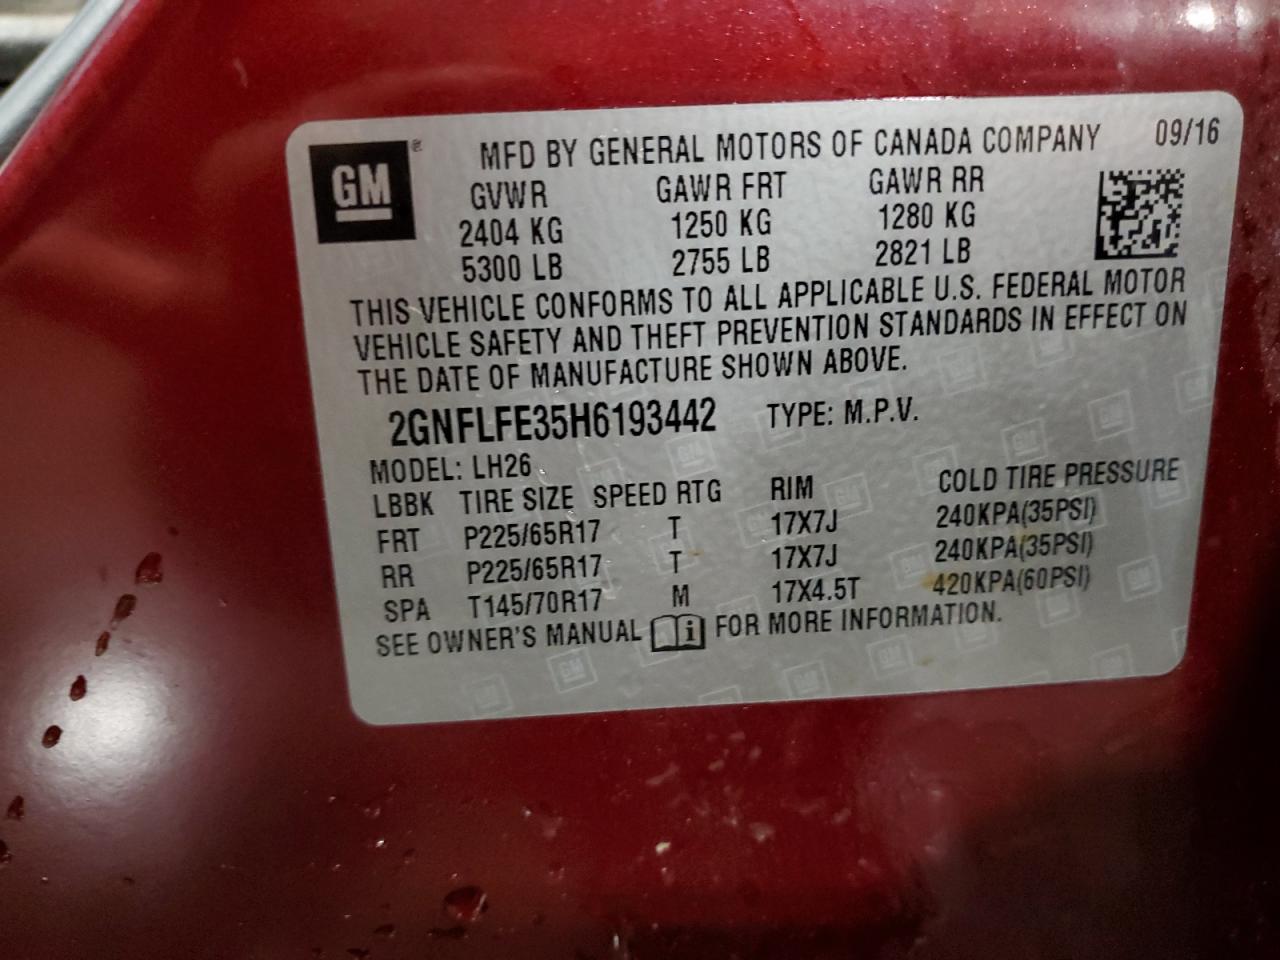 GM
MFD BY GENERAL MOTORS OF CANADA COMPANY 09/16
GVWR GAWR FRT GAWR RR
2404 KG 1250 KG 1280 KG
5300 LB 2755 LB 2821 LB
THIS VEHICLE CONFORMS TO ALL APPLICABLE U.S. FEDERAL MOTOR
VEHICLE SAFETY AND THEFT PREVENTION STANDARDS IN EFFECT ON
THE DATE OF MANUFACTURE SHOWN ABOVE.
2GNFLFE35H6193442 TYPE: M.P.V.
MODEL: LH26
LBBK TIRE SIZE SPEED RTG RIM COLD TIRE PRESSURE
FRT P225/65R17 T 17X7J 240KPA(35PSI)
RR P225/65R17 T 17X7J 240KPA(35PSI)
SPA T145/70R17 M 17X4.5T 420KPA(60PSI)
SEE OWNER'S MANUAL i FOR MORE INFORMATION.